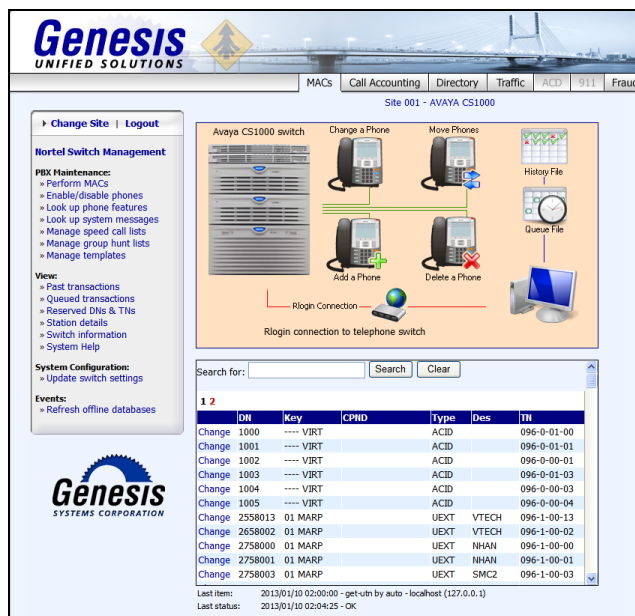 Genesis
UNIFIED SOLUTIONS
MACs Call Accounting Directory Traffic ACD 911 Fraud
Site 001 - AVAYA CS1000
Change Site | Logout
Nortel Switch Management
PBX Maintenance:
» Perform MACs
» Enable/disable phones
» Look up phone features
» Look up system messages
» Manage speed call lists
» Manage group hunt lists
» Manage templates
View:
» Past transactions
» Queued transactions
» Reserved DNs & TNs
» Station details
» Switch information
» System Help
System Configuration:
» Update switch settings
Events:
» Refresh offline databases
Genesis
SYSTEMS CORPORATION
Avaya CS1000 switch
Change a Phone
Move Phones
History File
Queue File
Add a Phone
Delete a Phone
Rlogin Connection
Rlogin connection to telephone switch
Search for: Search Clear
1 2
DN Key CPND Type Des TN
Change 1000 ---- VIRT ACID 096-0-01-00
Change 1001 ---- VIRT ACID 096-0-01-01
Change 1002 ---- VIRT ACID 096-0-00-01
Change 1003 ---- VIRT ACID 096-0-01-03
Change 1004 ---- VIRT ACID 096-0-00-03
Change 1005 ---- VIRT ACID 096-0-00-04
Change 2558013 01 MARP UEXT VTECH 096-1-00-13
Change 2658002 01 MARP UEXT VTECH 096-1-00-02
Change 2758000 01 MARP UEXT NHAN 096-1-00-00
Change 2758001 01 MARP UEXT NHAN 096-1-00-01
Change 2758003 01 MARP UEXT SMC2 096-1-00-03
Last item: 2013/01/10 02:00:00 - get-utn by auto - localhost (127.0.0.1)
Last status: 2013/01/10 02:04:25 - OK